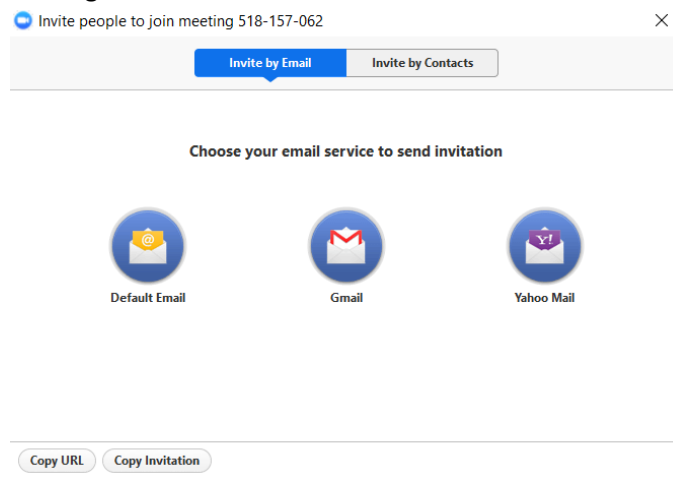 Invite people to join meeting 518-157-062
Invite by Email Invite by Contacts
Choose your email service to send invitation
@ Y!
Default Email Gmail Yahoo Mail
Copy URL Copy Invitation